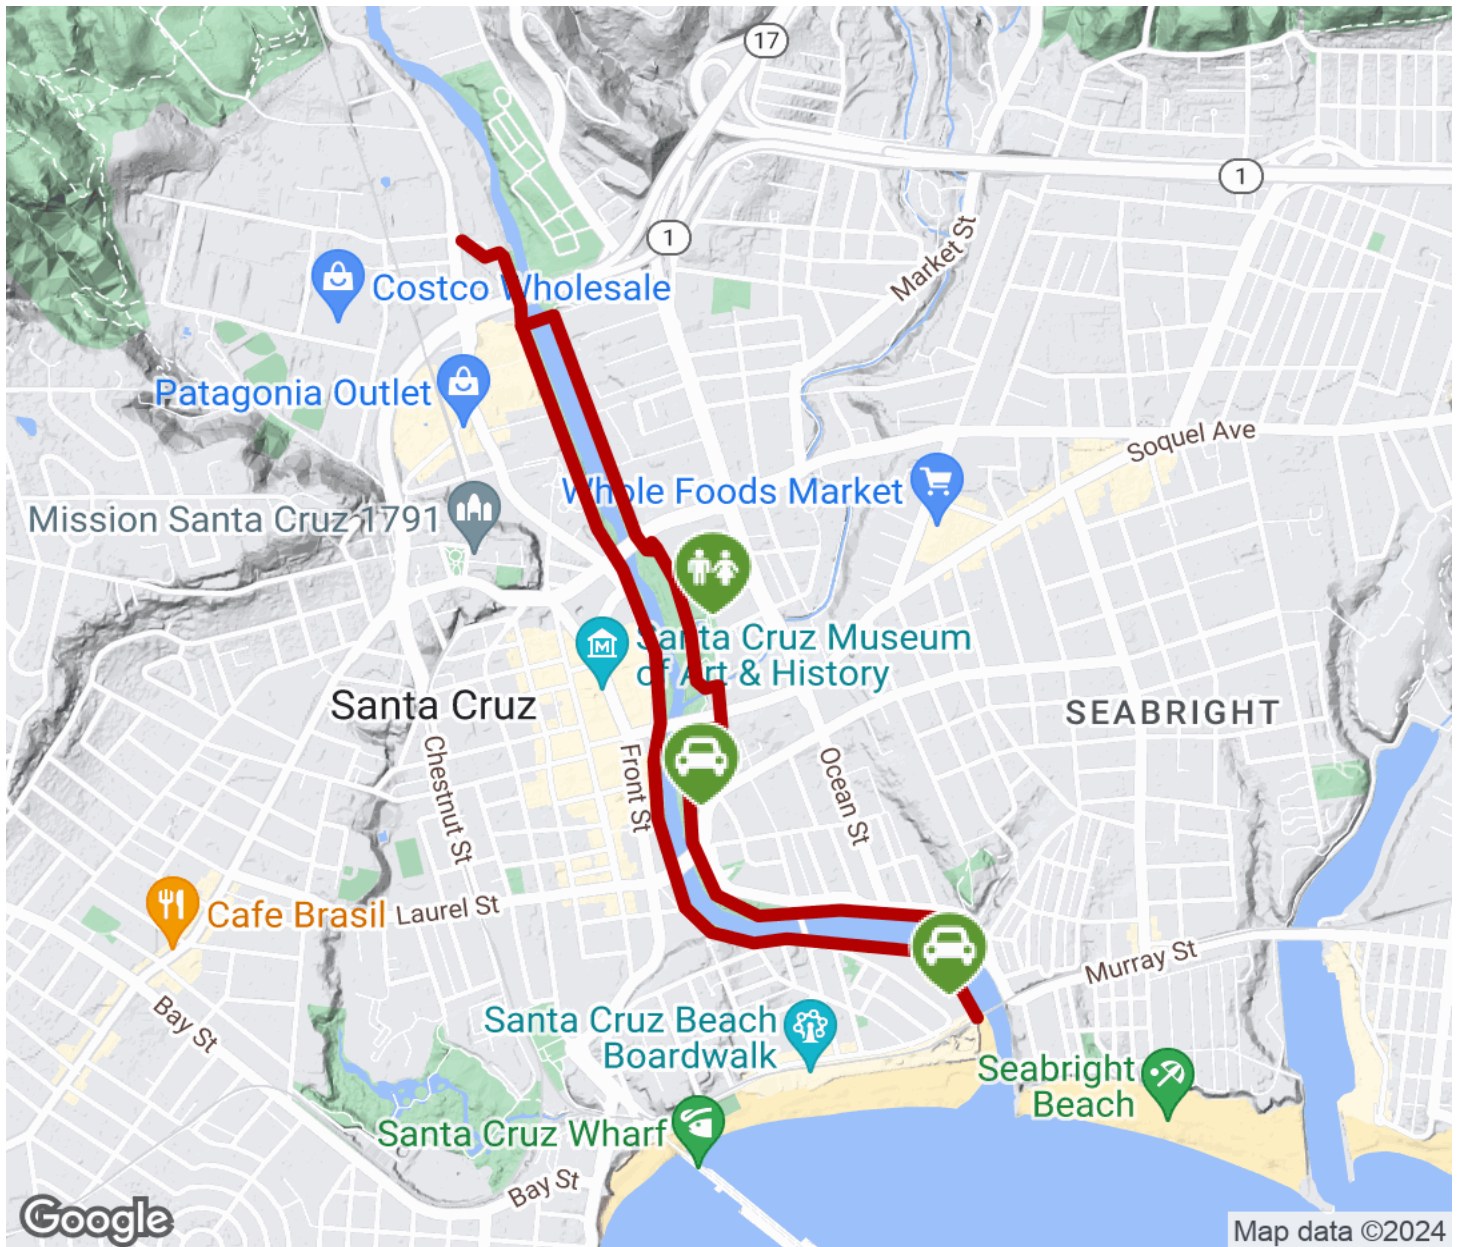 17
1
1
Market St
Costco Wholesale
Patagonia Outlet
Soquel Ave
Whole Foods Market
Mission Santa Cruz 1791
Santa Cruz Museum
of Art & History
Santa Cruz
SEABRIGHT
Chestnut St
Front St
Ocean St
Cafe Brasil
Laurel St
Murray St
Bay St
Santa Cruz Beach
Boardwalk
Seabright
Beach
Santa Cruz Wharf
Bay St
Google
Map data ©2024